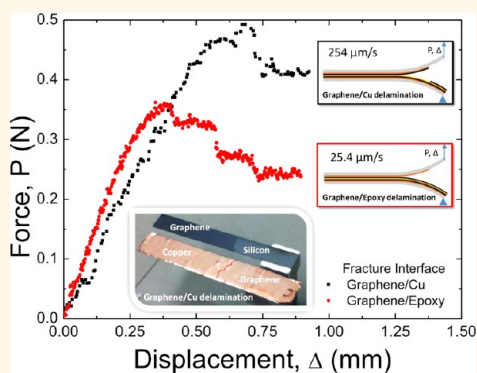 Force, P (N)
0.5
0.4
0.3
0.2
0.1
0.0
254 μm/s
P, Δ
Graphene/Cu delamination
25.4 μm/s
P, Δ
Graphene/Epoxy delamination
Graphene
Silicon
Copper
Graphene
Graphene/Cu delamination
Fracture Interface
Graphene/Cu
Graphene/Epoxy
0.00 0.25 0.50 0.75 1.00 1.25 1.50
Displacement, Δ (mm)